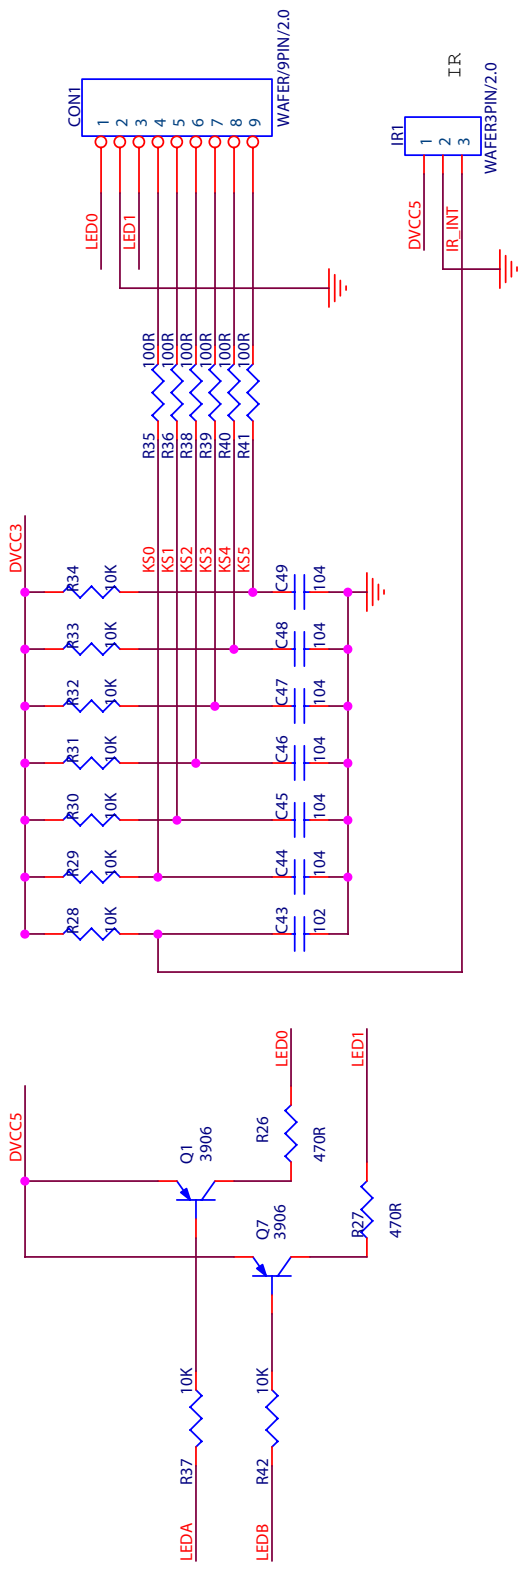 CON1
1
2
3
4
5
6
7
8
9
WAFER/9PIN/2.0
LED0
LED1
IR
IR1
1
2
3
WAFER3PIN/2.0
DVCC5
IR_INT
R35 100R
R36 100R
R38 100R
R39 100R
R40 100R
R41 100R
KS0
KS1
KS2
KS3
KS4
KS5
DVCC3
R28 10K
R29 10K
R30 10K
R31 10K
R32 10K
R33 10K
R34 10K
C43 102
C44 104
C45 104
C46 104
C47 104
C48 104
C49 104
DVCC5
Q1
3906
Q7
3906
R26
470R
LED0
R27
470R
LED1
R37 10K
R42 10K
LEDA
LEDB